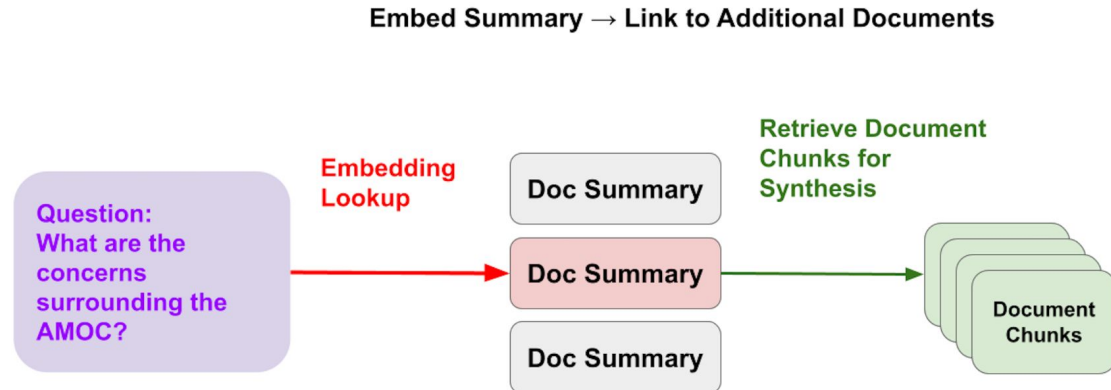 Embed Summary → Link to Additional Documents
Question:
What are the
concerns
surrounding the
AMOC?
Embedding
Lookup
Doc Summary
Doc Summary
Doc Summary
Retrieve Document
Chunks for
Synthesis
Document
Chunks